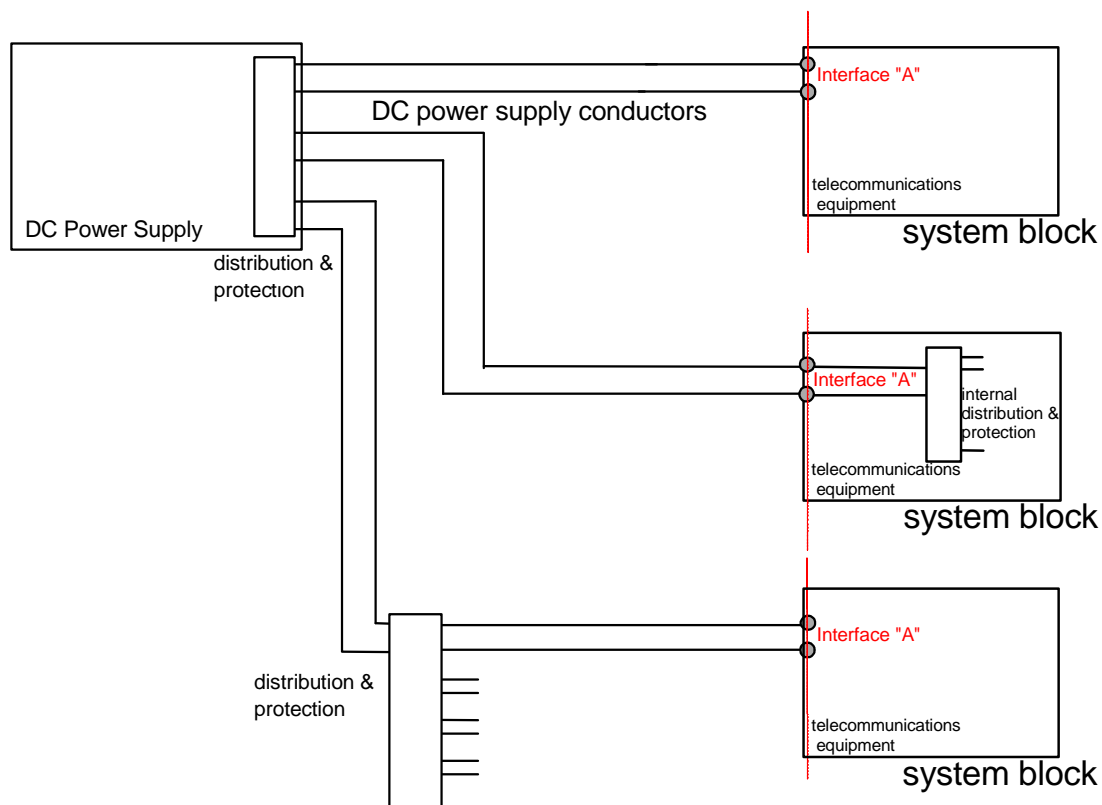 Interface "A"
DC power supply conductors
telecommunications
equipment
DC Power Supply
system block
distribution &
protection
Interface "A"
internal
distribution &
protection
telecommunications
equipment
system block
Interface "A"
distribution &
protection
telecommunications
equipment
system block